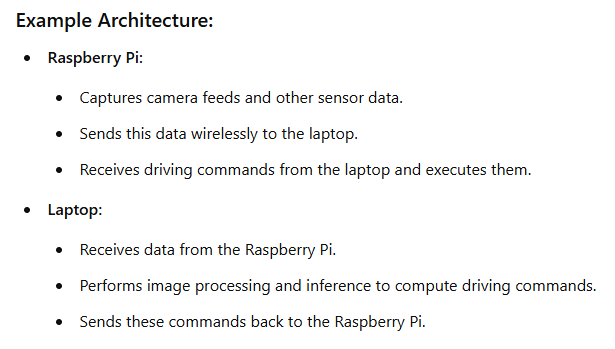 Example Architecture:
Raspberry Pi:
Captures camera feeds and other sensor data.
Sends this data wirelessly to the laptop.
Receives driving commands from the laptop and executes them.
Laptop:
Receives data from the Raspberry Pi.
Performs image processing and inference to compute driving commands.
Sends these commands back to the Raspberry Pi.